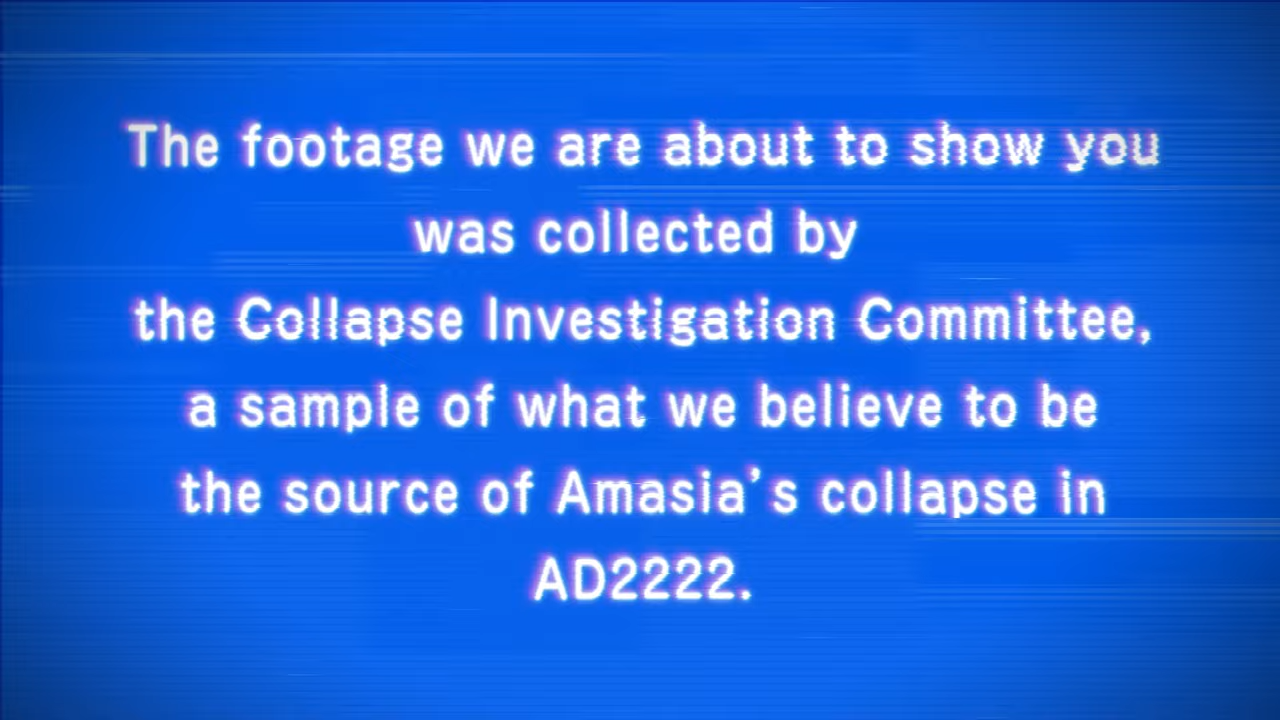 The footage we are about to show you
was collected by
the Collapse Investigation Committee,
a sample of what we believe to be
the source of Amasia’s collapse in
AD2222.